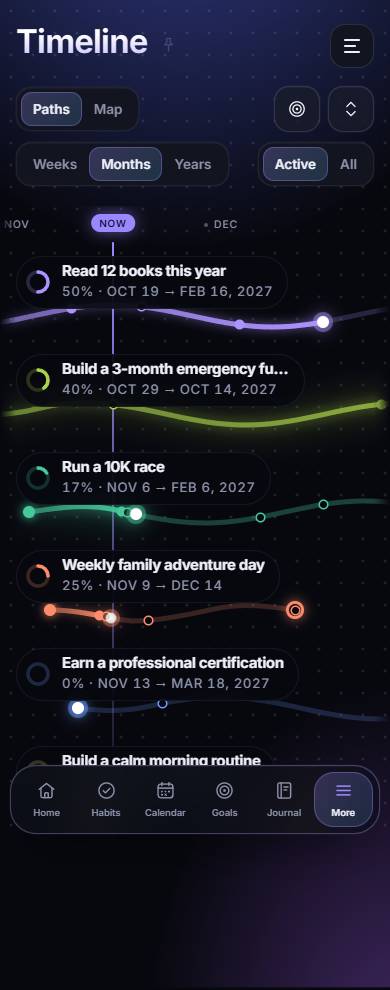 Timeline
Paths
Map
Weeks
Months
Years
Active
All
NOV
NOW
DEC
Read 12 books this year
50% · OCT 19 → FEB 16, 2027
Build a 3-month emergency fu...
40% · OCT 29 → OCT 14, 2027
Run a 10K race
17% · NOV 6 → FEB 6, 2027
Weekly family adventure day
25% · NOV 9 → DEC 14
Earn a professional certification
0% · NOV 13 → MAR 18, 2027
Build a calm morning routine
Home
Habits
Calendar
Goals
Journal
More